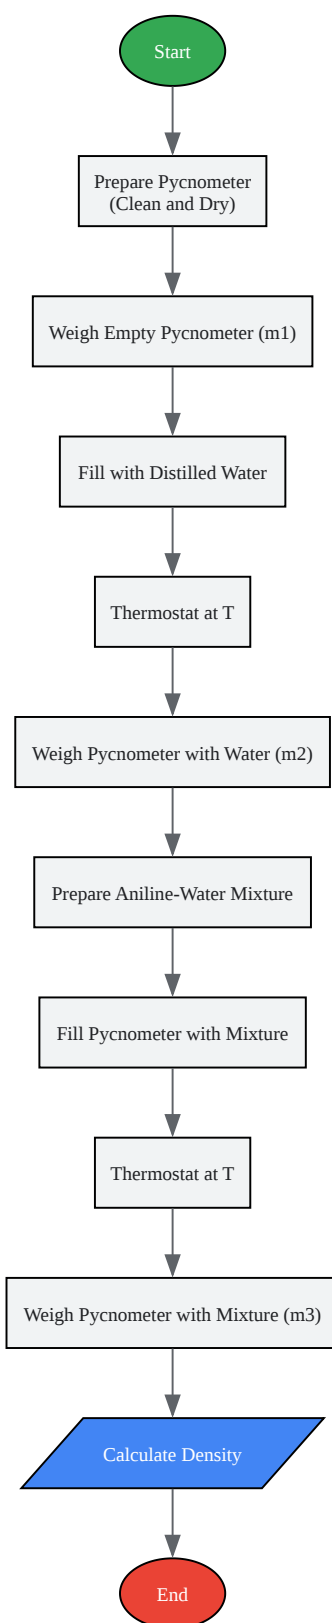 Start
Prepare Pycnometer
(Clean and Dry)
Weigh Empty Pycnometer (m1)
Fill with Distilled Water
Thermostat at T
Weigh Pycnometer with Water (m2)
Prepare Aniline-Water Mixture
Fill Pycnometer with Mixture
Thermostat at T
Weigh Pycnometer with Mixture (m3)
Calculate Density
End